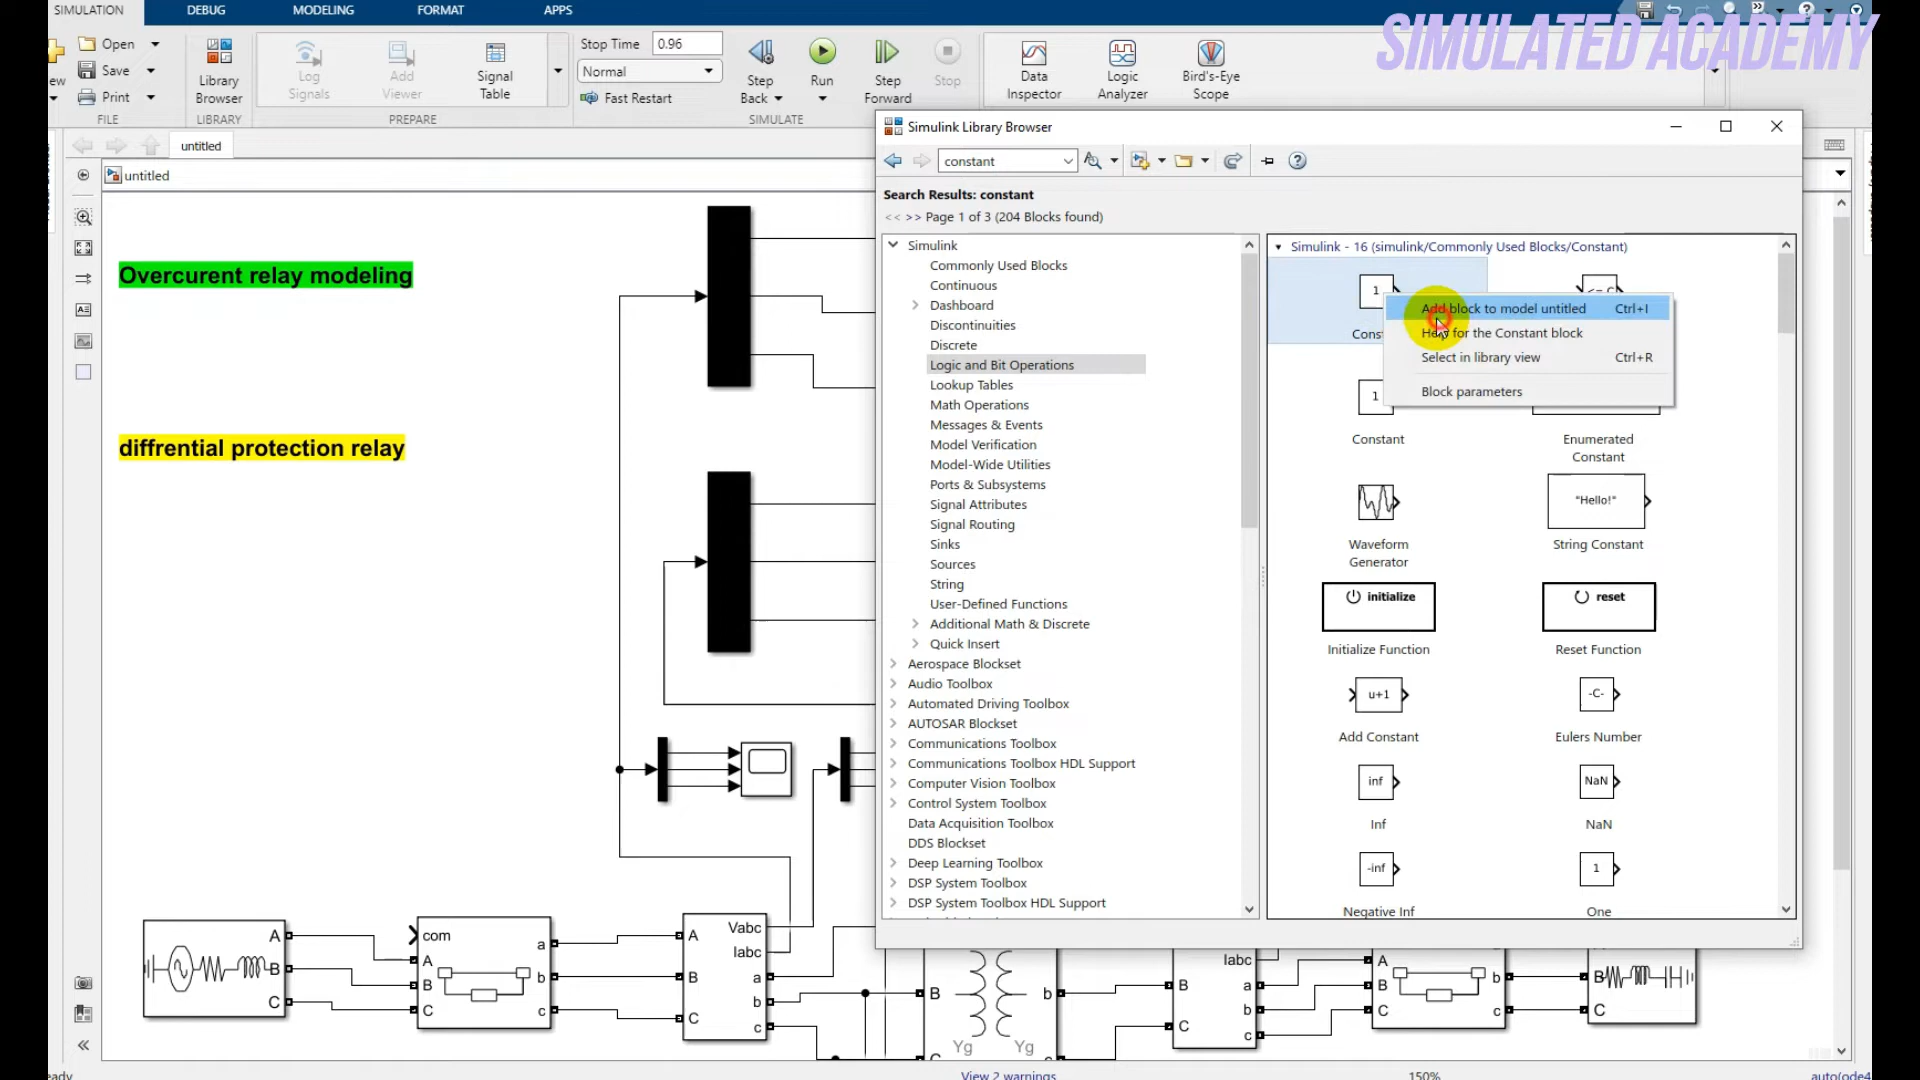 SIMULATION
DEBUG
MODELING
FORMAT
APPS
SIMULATED ACADEMY
Open
Save
Print
FILE
Library
Browser
LIBRARY
Log
Signals
Add
Viewer
Signal
Table
PREPARE
Stop Time 0.96
Normal
Fast Restart
Step
Back
Run
Step
Forward
Stop
SIMULATE
Data
Inspector
Logic
Analyzer
Bird's-Eye
Scope
untitled
untitled
Overcurent relay modeling
diffrential protection relay
Simulink Library Browser
constant
Search Results: constant
<< >> Page 1 of 3 (204 Blocks found)
Simulink
Commonly Used Blocks
Continuous
Dashboard
Discontinuities
Discrete
Logic and Bit Operations
Lookup Tables
Math Operations
Messages & Events
Model Verification
Model-Wide Utilities
Ports & Subsystems
Signal Attributes
Signal Routing
Sinks
Sources
String
User-Defined Functions
Additional Math & Discrete
Quick Insert
Aerospace Blockset
Audio Toolbox
Automated Driving Toolbox
AUTOSAR Blockset
Communications Toolbox
Communications Toolbox HDL Support
Computer Vision Toolbox
Control System Toolbox
Data Acquisition Toolbox
DDS Blockset
Deep Learning Toolbox
DSP System Toolbox
DSP System Toolbox HDL Support
Simulink - 16 (simulink/Commonly Used Blocks/Constant)
1
Add block to model untitled Ctrl+I
Help for the Constant block
Select in library view Ctrl+R
Block parameters
1
Constant
Enumerated
Constant
Waveform
Generator
"Hello!"
String Constant
initialize
Initialize Function
reset
Reset Function
u+1
Add Constant
-C-
Eulers Number
inf
Inf
NaN
NaN
-inf
Negative Inf
1
One
A
B
C
com
A
B
C
a
b
c
A
B
C
Vabc
Iabc
a
b
c
B
b
Yg
Yg
B
C
Iabc
a
b
c
A
B
C
b
c
B
C
View 2 warnings
150%
auto(ode4